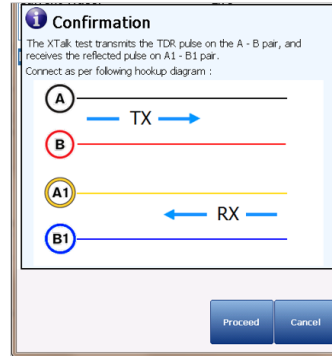 Confirmation
The XTalk test transmits the TDR pulse on the A - B pair, and
receives the reflected pulse on A1 - B1 pair.
Connect as per following hookup diagram :
A
TX
B
A1
RX
B1
Proceed Cancel